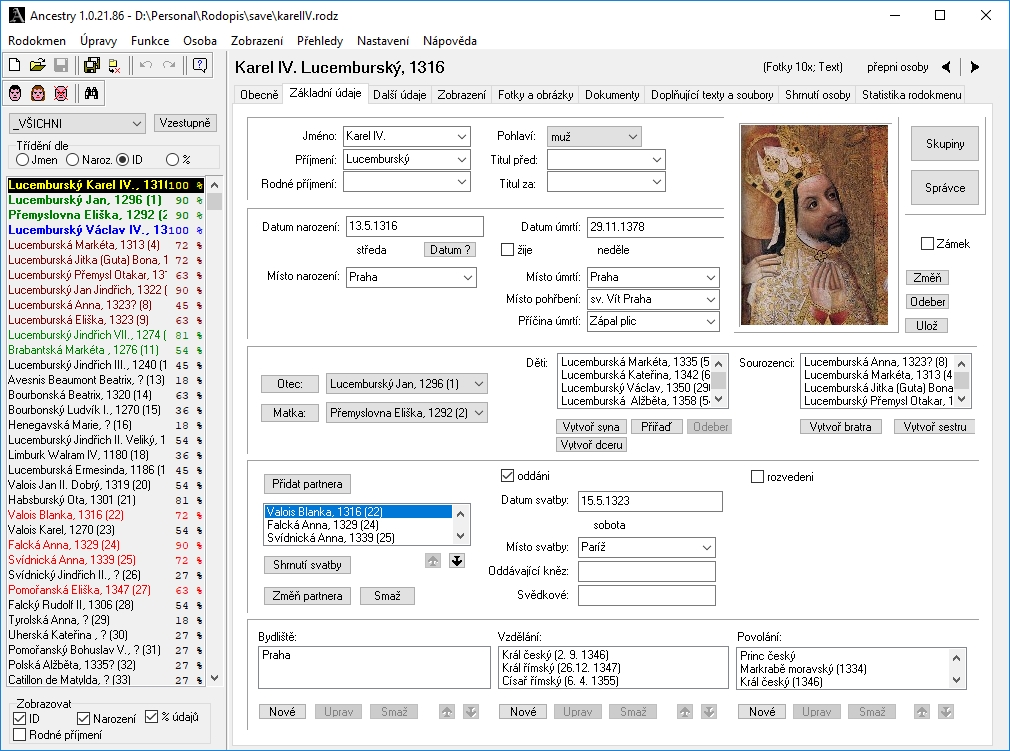 Ancestry 1.0.21.86 - D:\Personal\Rodopis\save\karelIV.rodz
Rodokmen Úpravy Funkce Osoba Zobrazení Přehledy Nastavení Nápověda
Karel IV. Lucemburský, 1316
(Fotky 10x; Text) přepni osoby
Obecně Základní údaje Další údaje Zobrazení Fotky a obrázky Dokumenty Doplňující texty a soubory Shrnutí osoby Statistika rodokmenu
_VŠICHNI Vzestupně
Třídění dle
Jmen Naroz. ID %
Lucemburský Karel IV., 131( 100 %
Lucemburský Jan, 1296 (1) 90 %
Přemyslovna Eliška, 1292 (2 90 %
Lucemburský Václav IV., 13 100 %
Lucemburská Markéta, 1313 (4) 72 %
Lucemburská Jitka (Guta) Bona, 1 72 %
Lucemburský Přemysl Otakar, 13 63 %
Lucemburský Jan Jindřich, 1322 ( 90 %
Lucemburská Anna, 1323? (8) 45 %
Lucemburská Eliška, 1323 (9) 63 %
Lucemburský Jindřich VII., 1274 ( 81 %
Brabantská Markéta , 1276 (11) 54 %
Lucemburský Jindřich III., 1240 (1 45 %
Avesnis Beaumont Beatrix, ? (13) 18 %
Bourbonská Beatrix, 1320 (14) 63 %
Bourbonský Ludvík I., 1270 (15) 36 %
Henegavská Marie, ? (16) 18 %
Lucemburský Jindřich II. Veliký, 1 54 %
Limburk Walram IV, 1180 (18) 36 %
Lucemburská Ermesinda, 1186 (1 45 %
Valois Jan II. Dobrý, 1319 (20) 54 %
Habsburský Ota, 1301 (21) 81 %
Valois Blanka, 1316 (22) 72 %
Valois Karel, 1270 (23) 54 %
Falcká Anna, 1329 (24) 90 %
Svídnická Anna, 1339 (25) 72 %
Svídnický Jindřich II., ? (26) 27 %
Pomořanská Eliška, 1347 (27) 63 %
Falcký Rudolf II, 1306 (28) 54 %
Tyrolská Anna, ? (29) 18 %
Uherská Kateřina , ? (30) 27 %
Pomořanský Bohuslav V., ? (31) 27 %
Polská Alžběta, 1335? (32) 27 %
Catillon de Matylda, ? (33) 27 %
Zobrazovat
ID Narození % údajů
Rodné příjmení
Jméno: Karel IV. Pohlaví: muž
Příjmení: Lucemburský Titul před:
Rodné příjmení: Titul za:
Skupiny
Správce
Zámek
Změň
Odeber
Ulož
Datum narození: 13.5.1316 Datum úmrtí: 29.11.1378
středa Datum ? žije neděle
Místo narození: Praha Místo úmrtí: Praha
Místo pohřbení: sv. Vít Praha
Příčina úmrtí: Zápal plic
Otec: Lucemburský Jan, 1296 (1)
Matka: Přemyslovna Eliška, 1292 (2)
Děti:
Lucemburská Markéta, 1335 (5
Lucemburská Kateřina, 1342 (6
Lucemburský Václav, 1350 (29
Lucemburská Alžběta, 1358 (5
Vytvoř syna Přiřaď Odeber
Vytvoř dceru
Sourozenci:
Lucemburská Anna, 1323? (8)
Lucemburská Markéta, 1313 (4
Lucemburská Jitka (Guta) Bona
Lucemburský Přemysl Otakar, 1
Vytvoř bratra Vytvoř sestru
Přidat partnera
Valois Blanka, 1316 (22)
Falcká Anna, 1329 (24)
Svídnická Anna, 1339 (25)
Shrnutí svatby
Změň partnera Smaž
oddáni rozvedeni
Datum svatby: 15.5.1323
sobota
Místo svatby: Paríž
Oddávající kněz:
Svědkové:
Bydliště:
Praha
Nové Uprav Smaž
Vzdělání:
Král český (2. 9. 1346)
Král římský (26.12. 1347)
Císař římský (6. 4. 1355)
Nové Uprav Smaž
Povolání:
Princ český
Markrabě moravský (1334)
Král český (1346)
Nové Uprav Smaž